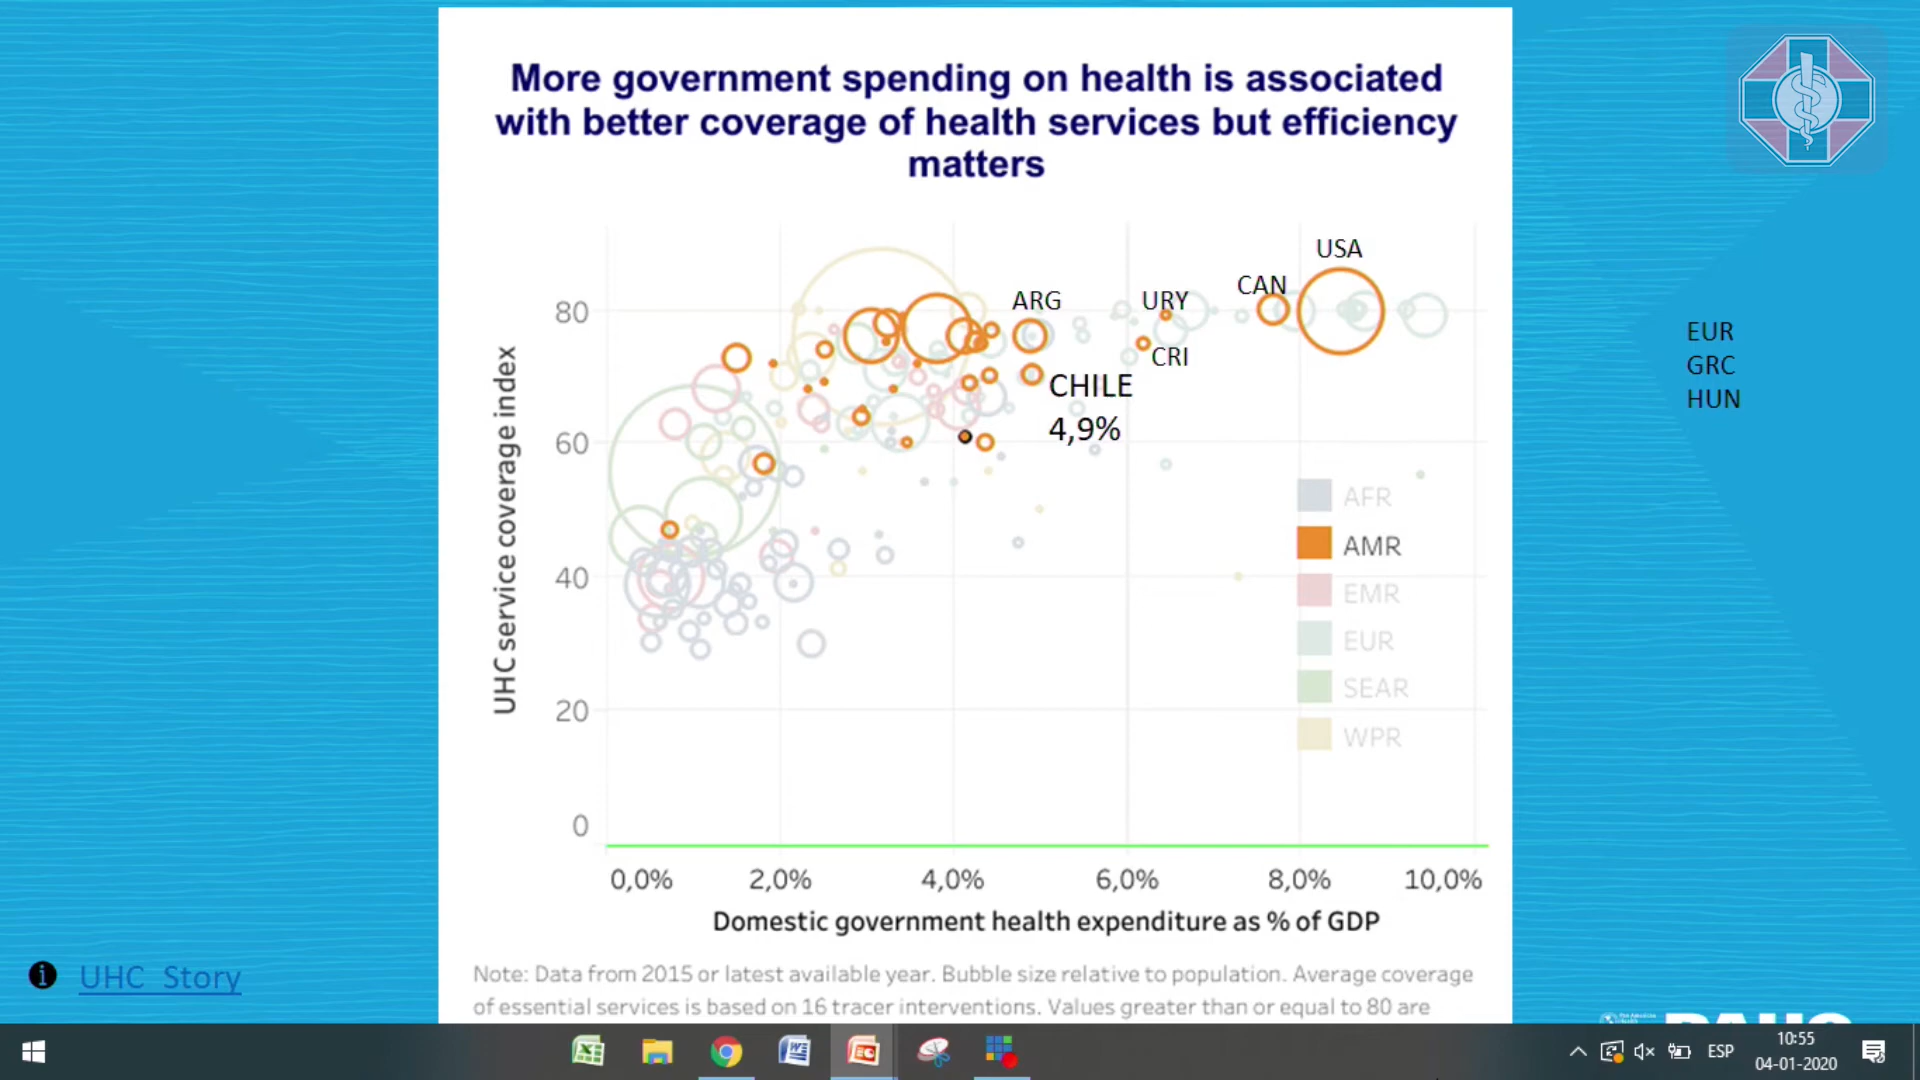 More government spending on health is associated
with better coverage of health services but efficiency
matters
UHC service coverage index
80
60
40
20
0
USA
CAN
ARG
URY
CRI
CHILE
4,9%
AFR
AMR
EMR
EUR
SEAR
WPR
0,0%
2,0%
4,0%
6,0%
8,0%
10,0%
Domestic government health expenditure as % of GDP
Note: Data from 2015 or latest available year. Bubble size relative to population. Average coverage
of essential services is based on 16 tracer interventions. Values greater than or equal to 80 are
EUR
GRC
HUN
UHC Story
ESP
10:55
04-01-2020